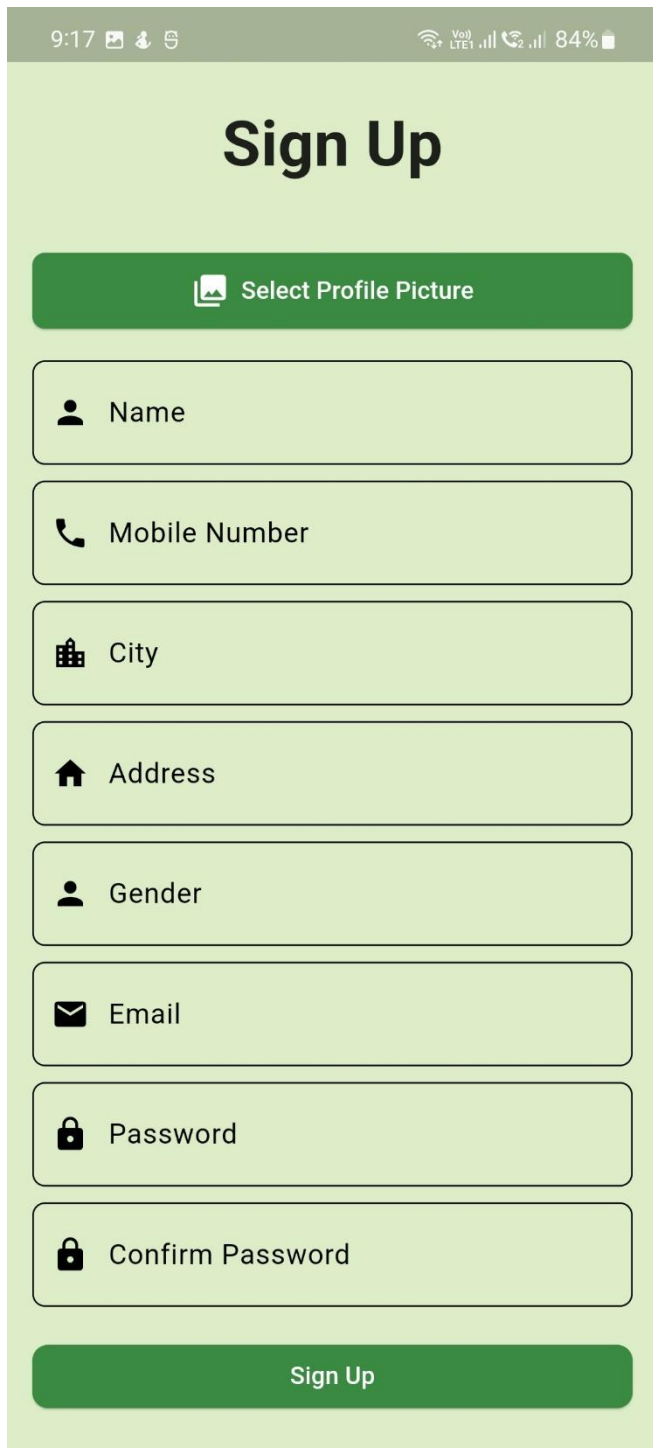 9:17 84%
Sign Up
Select Profile Picture
Name
Mobile Number
City
Address
Gender
Email
Password
Confirm Password
Sign Up